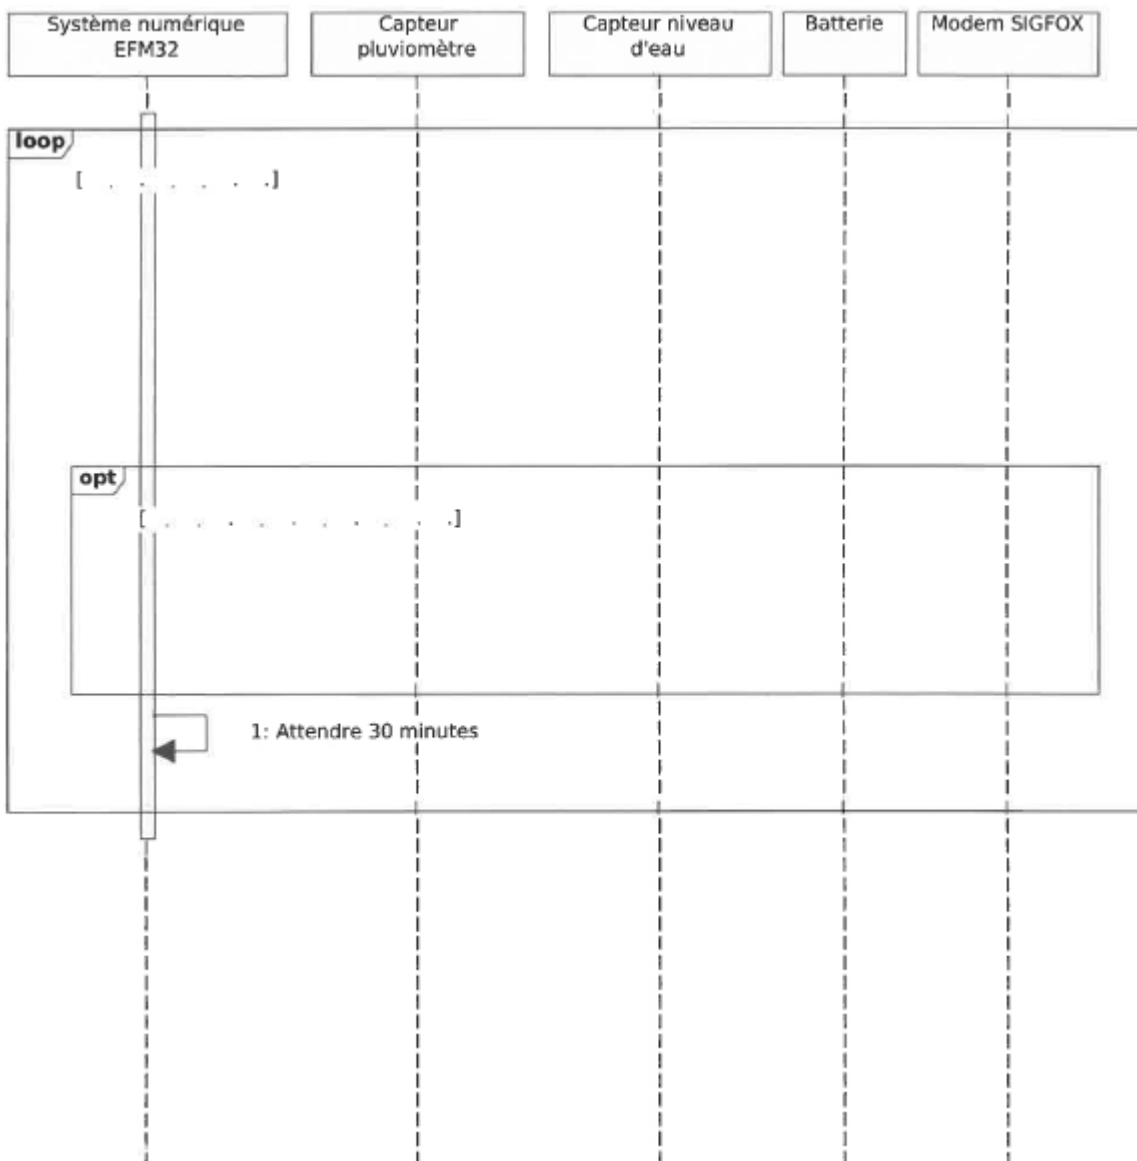 Système numérique
EFM32
Capteur
pluviomètre
Capteur niveau
d'eau
Batterie
Modem SIGFOX
loop
[ . . . . . .]
opt
[ . . . . . . . . . . .]
1: Attendre 30 minutes